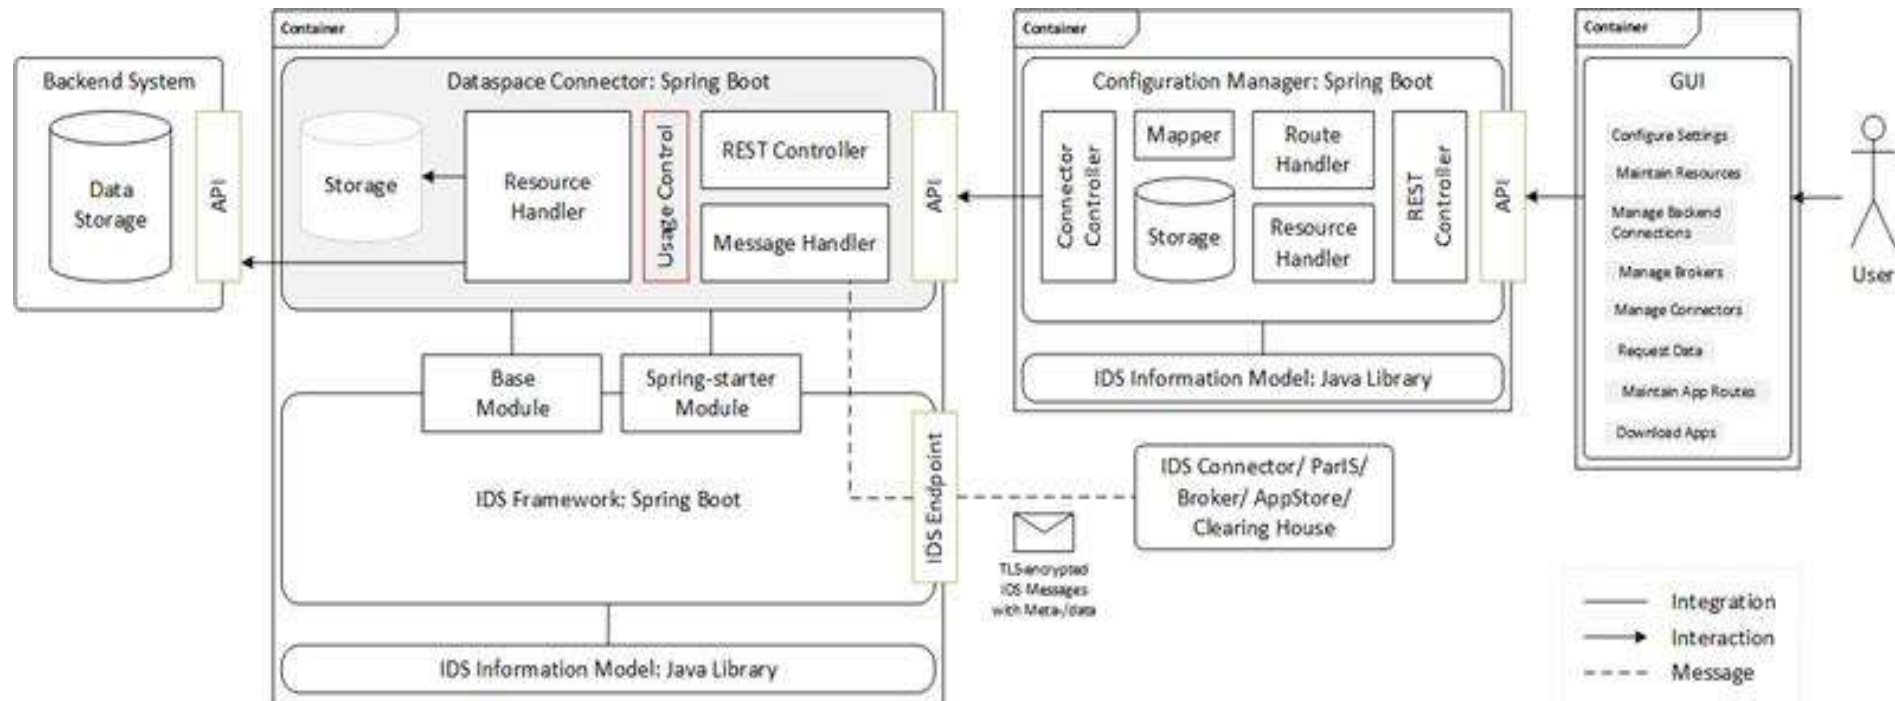 Container
Container
Container
Backend System
Data
Storage
API
Dataspace Connector: Spring Boot
Storage
Resource
Handler
Usage Control
REST Controller
Message Handler
API
Base
Module
Spring-starter
Module
IDS Framework: Spring Boot
IDS Endpoint
IDS Information Model: Java Library
Configuration Manager: Spring Boot
Connector
Controller
Mapper
Storage
Route
Handler
Resource
Handler
REST
Controller
API
IDS Information Model: Java Library
IDS Connector/ ParIS/
Broker/ AppStore/
Clearing House
TLS-encrypted
IDS Messages
with Meta-/data
GUI
Configure Settings
Maintain Resources
Manage Backend
Connections
Manage Brokers
Manage Connectors
Request Data
Maintain App Routes
Download Apps
User
Integration
Interaction
Message